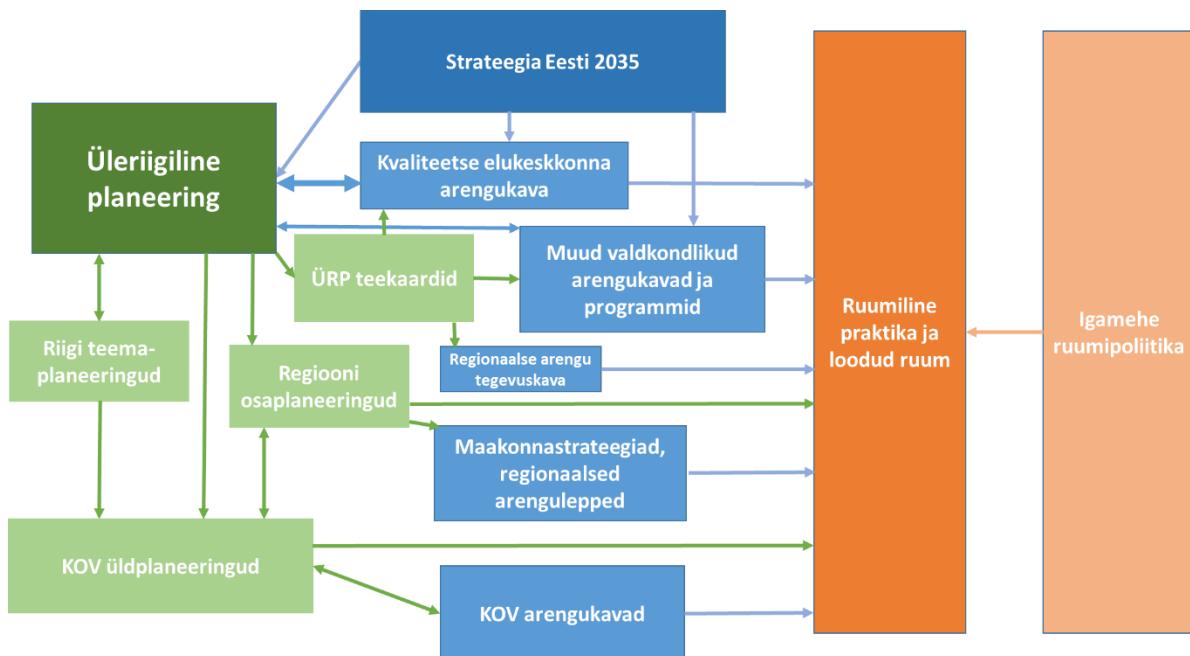 Strateegia Eesti 2035
Üleriigiline
planeering
Kvaliteetse elukeskkonna
arengukava
ÜRP teekaardid
Muud valdkondlikud
arengukavad ja
programmid
Riigi teema-
planeeringud
Regiooni
osaplaneeringud
Regionaalse arengu
tegevuskava
Maakonnastrateegiad,
regionaalsed
arengulepped
KOV üldplaneeringud
KOV arengukavad
Ruumiline
praktika ja
loodud ruum
Igamehe
ruumipoliitika